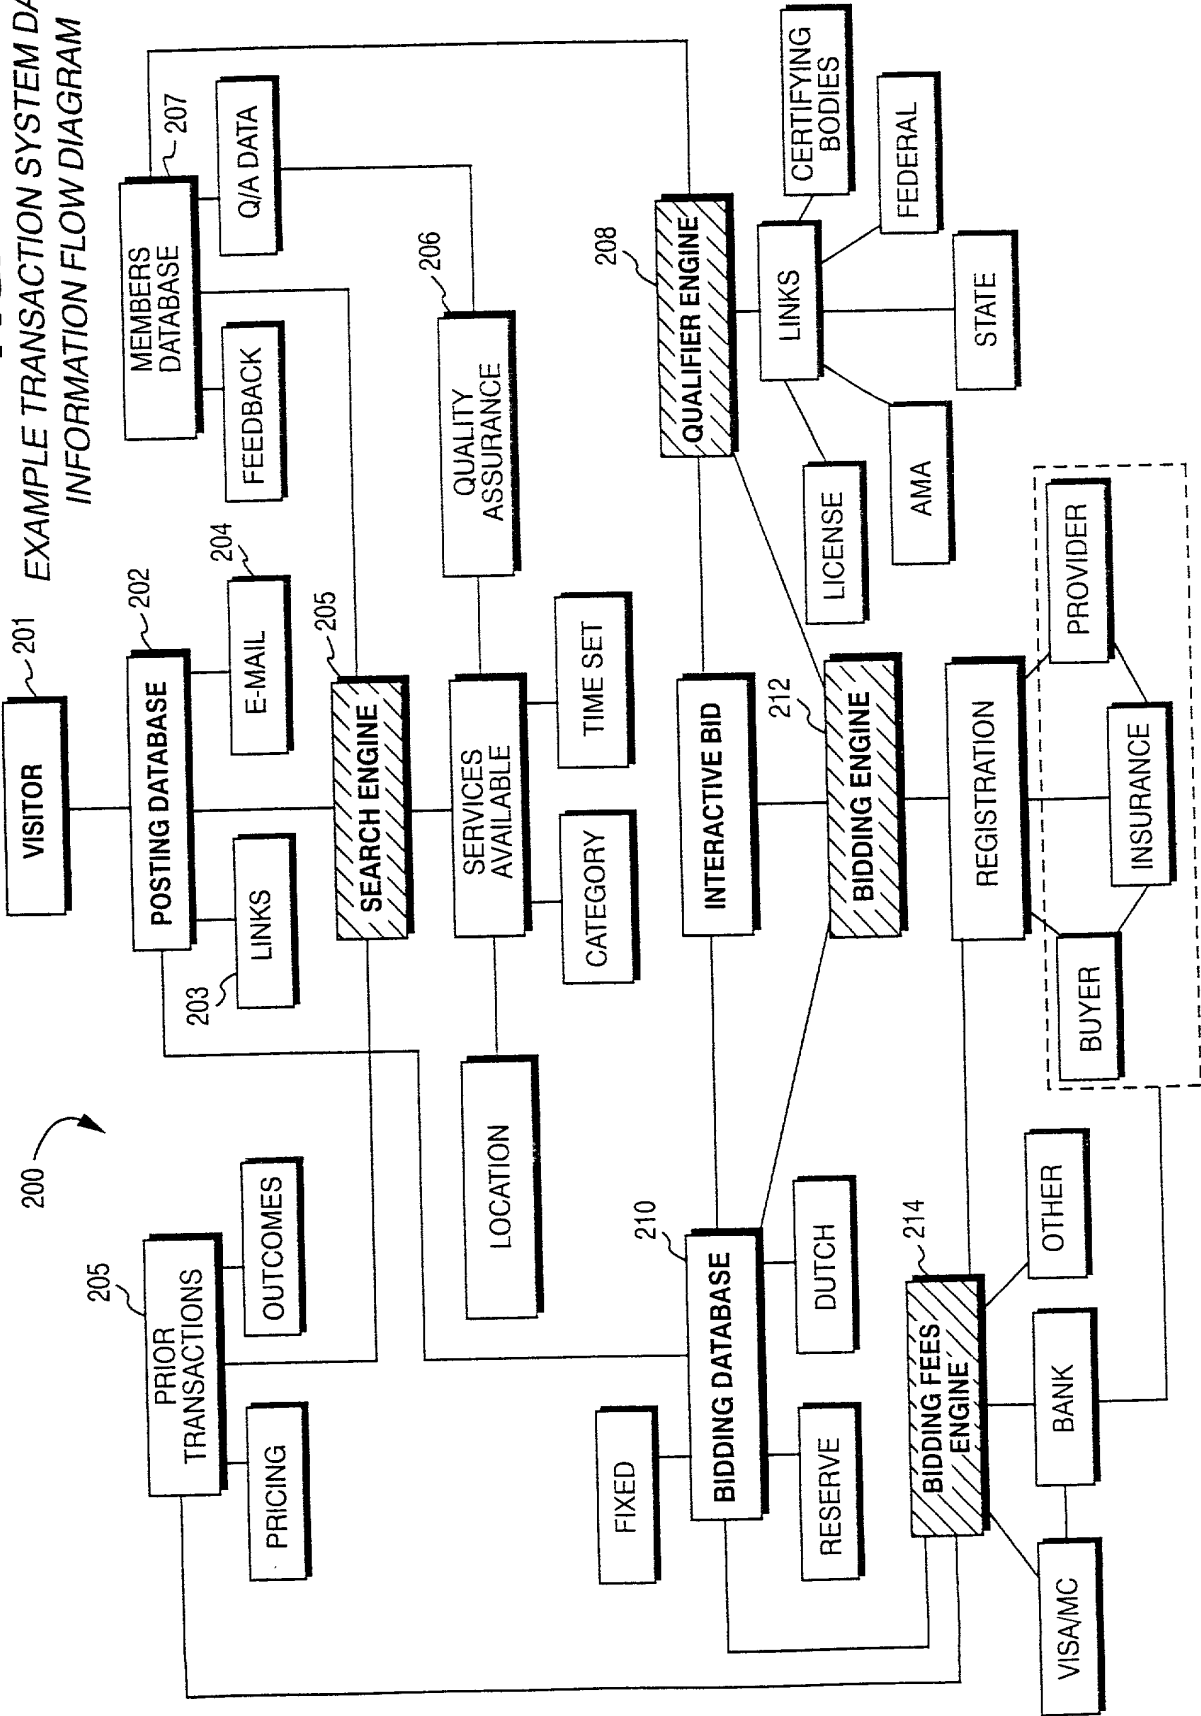 EXAMPLE TRANSACTION SYSTEM
INFORMATION FLOW DIAGRAM
200
VISITOR
201
POSTING DATABASE
202
LINKS
203
E-MAIL
204
MEMBERS
DATABASE
207
FEEDBACK
Q/A DATA
PRIOR
TRANSACTIONS
205
PRICING
OUTCOMES
SEARCH ENGINE
205
SERVICES
AVAILABLE
LOCATION
CATEGORY
TIME SET
QUALITY
ASSURANCE
206
FIXED
BIDDING DATABASE
210
RESERVE
DUTCH
INTERACTIVE BID
QUALIFIER ENGINE
208
LINKS
LICENSE
AMA
STATE
FEDERAL
CERTIFYING
BODIES
BIDDING ENGINE
212
BIDDING FEES
ENGINE
214
VISA/MC
BANK
OTHER
REGISTRATION
BUYER
INSURANCE
PROVIDER